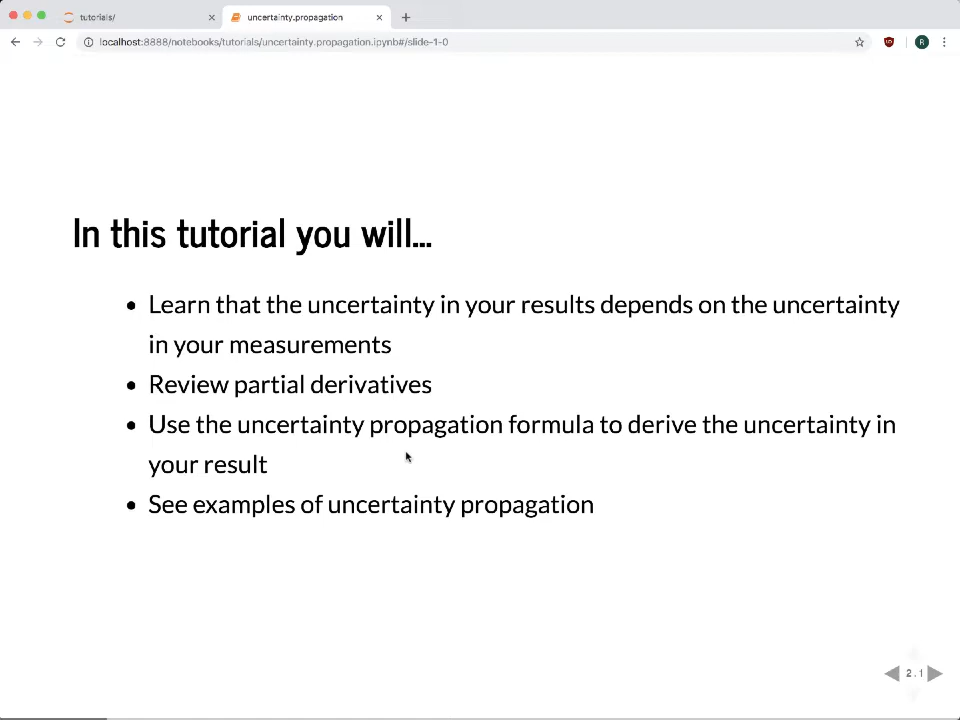 tutorials/
uncertainty.propagation
localhost:8888/notebooks/tutorials/uncertainty.propagation.ipynb#/slide-1-0
R
In this tutorial you will...
• Learn that the uncertainty in your results depends on the uncertainty
in your measurements
• Review partial derivatives
• Use the uncertainty propagation formula to derive the uncertainty in
your result
• See examples of uncertainty propagation
2.1